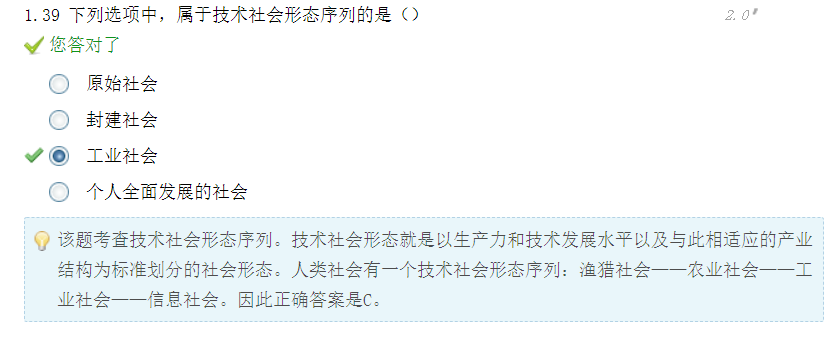 1.39 下列选项中，属于技术社会形态序列的是（） 2.0
您答对了
原始社会
封建社会
工业社会
个人全面发展的社会
该题考查技术社会形态序列。技术社会形态就是以生产力和技术发展水平以及与此相适应的产业
结构为标准划分的社会形态。人类社会有一个技术社会形态序列：渔猎社会——农业社会——工
业社会——信息社会。因此正确答案是C。